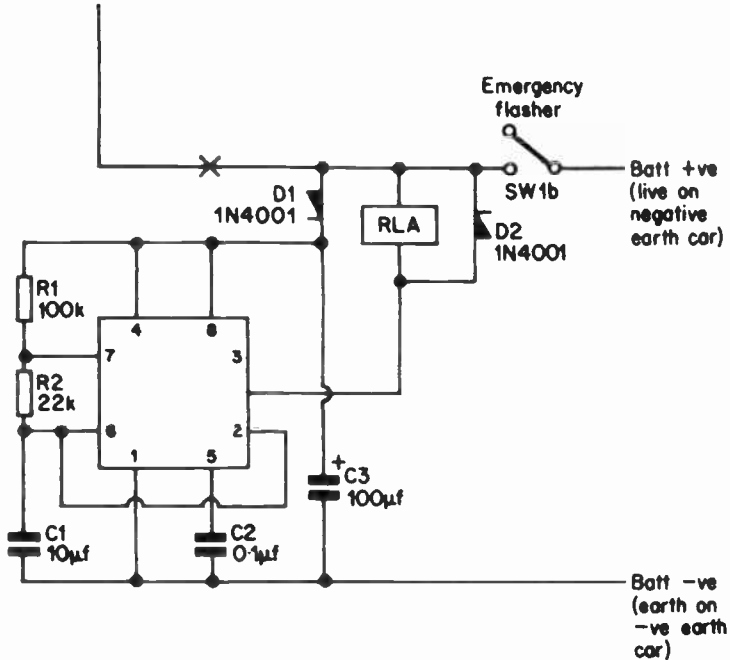 Emergency
flasher
SW1b
Batt +ve
(live on
negative
earth car)
D1
1N4001
RLA
D2
1N4001
R1
100k
4
8
7
3
R2
22k
6
2
1
5
+
C3
100µf
C1
10µf
C2
0·1µf
Batt -ve
(earth on
-ve earth
car)